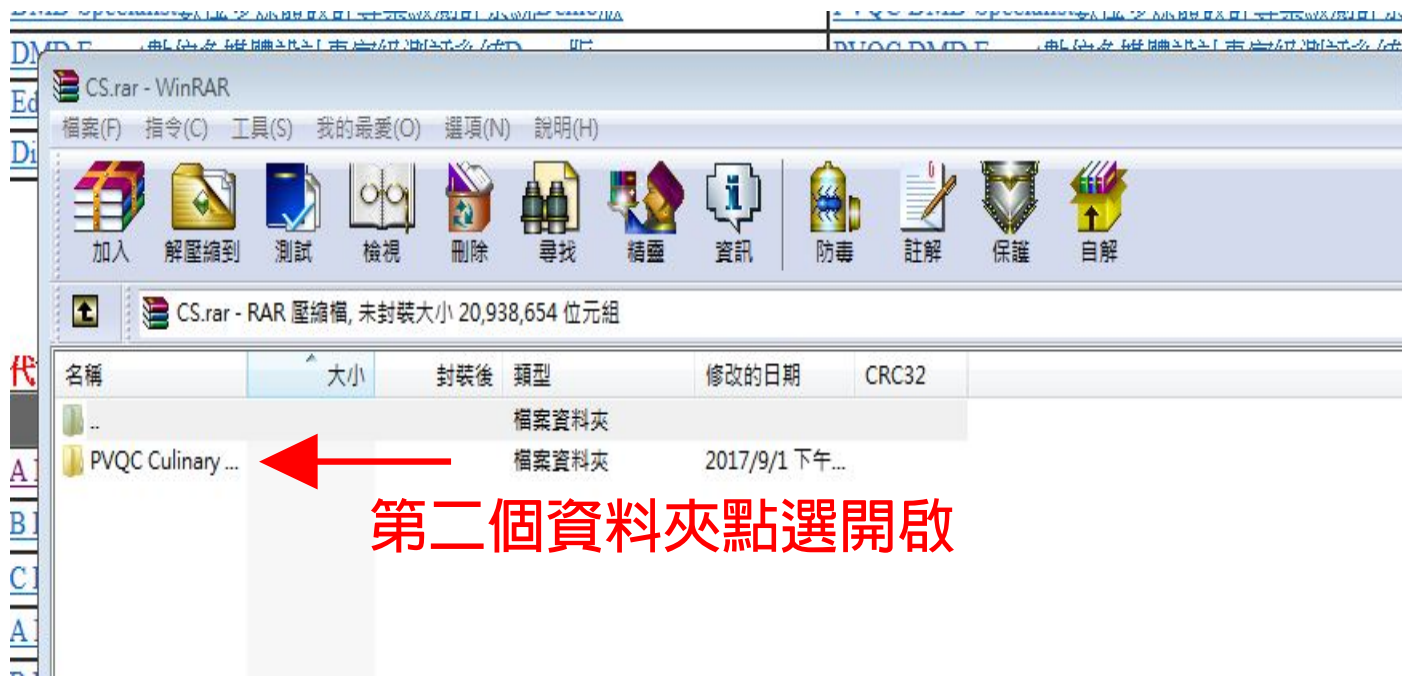 CS.rar - WinRAR
檔案(F) 指令(C) 工具(S) 我的最愛(O) 選項(N) 說明(H)
加入 解壓縮到 測試 檢視 刪除 尋找 精靈 資訊 防毒 註解 保護 自解
CS.rar - RAR 壓縮檔, 未封裝大小 20,938,654 位元組
名稱 大小 封裝後 類型 修改的日期 CRC32
.. 檔案資料夾
PVQC Culinary ... 檔案資料夾 2017/9/1 下午...
第二個資料夾點選開啟
Ed
Di
代
A
B
C
A